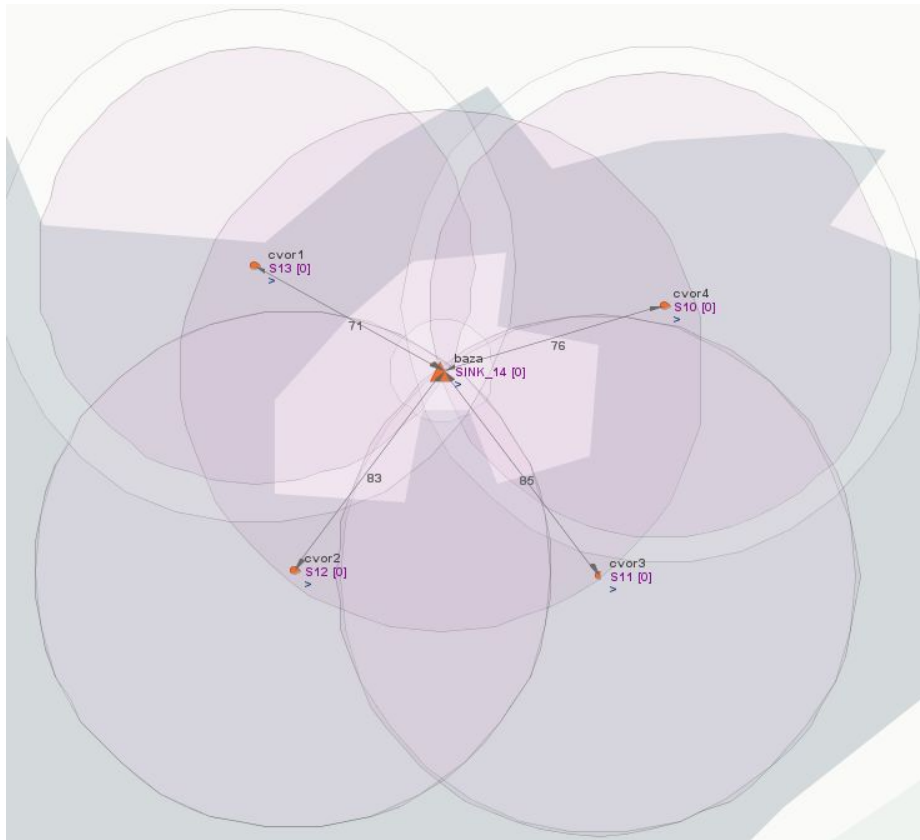 cvor1
S13 [0]
>
cvor4
S10 [0]
>
71
76
baza
SINK_14 [0]
>
83
85
cvor2
S12 [0]
>
cvor3
S11 [0]
>